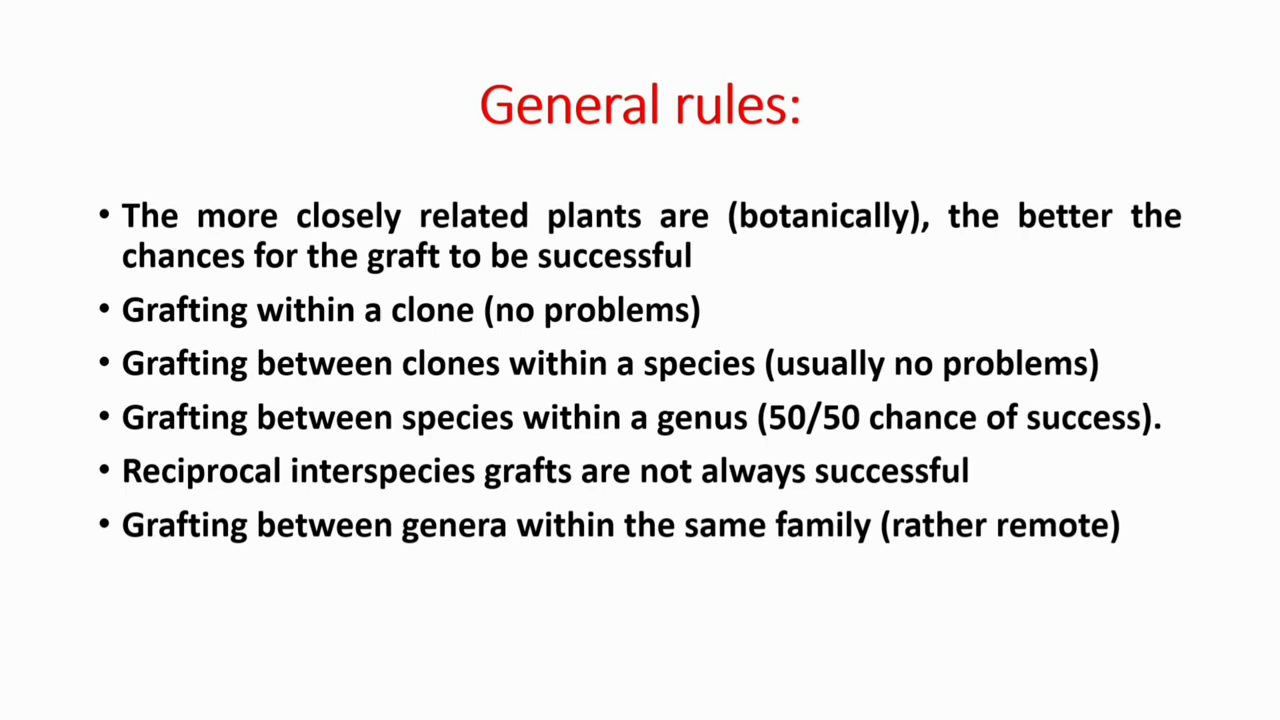 General rules:
• The more closely related plants are (botanically), the better the
chances for the graft to be successful
• Grafting within a clone (no problems)
• Grafting between clones within a species (usually no problems)
• Grafting between species within a genus (50/50 chance of success).
• Reciprocal interspecies grafts are not always successful
• Grafting between genera within the same family (rather remote)